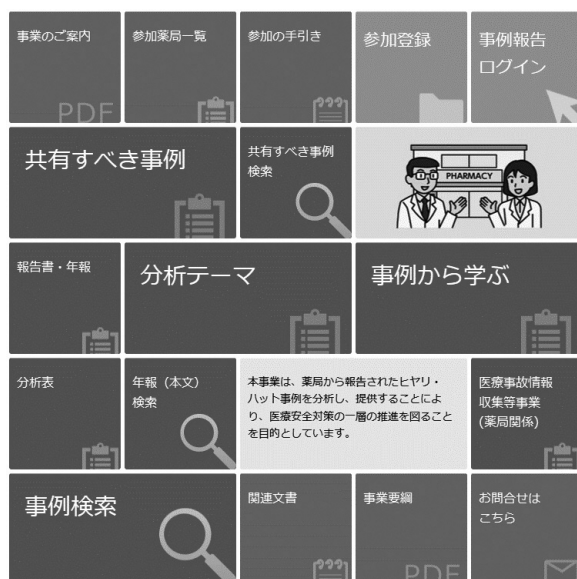 事業のご案内
PDF
参加薬局一覧
参加の手引き
参加登録
事例報告
ログイン
共有すべき事例
共有すべき事例
検索
PHARMACY
報告書・年報
分析テーマ
事例から学ぶ
分析表
年報（本文）
検索
本事業は、薬局から報告されたヒヤリ・
ハット事例を分析し、提供することによ
り、医療安全対策の一層の推進を図ること
を目的としています。
医療事故情報
収集等事業
(薬局関係)
事例検索
関連文書
事業要綱
PDF
お問合せは
こちら